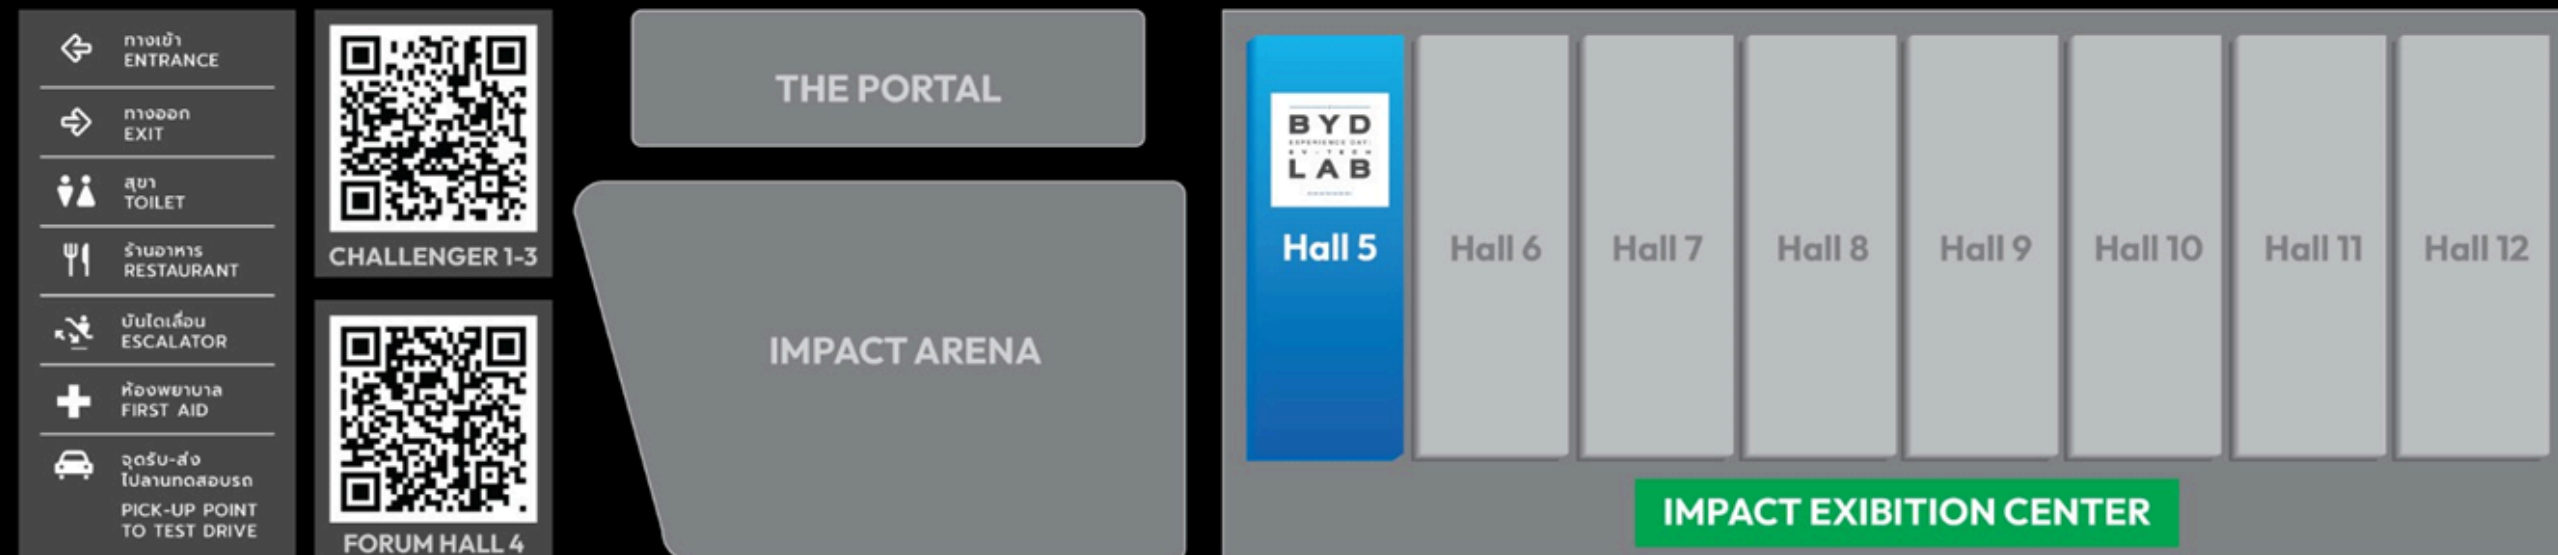 ทางเข้า
ENTRANCE
ทางออก
EXIT
สุขา
TOILET
ร้านอาหาร
RESTAURANT
บันไดเลื่อน
ESCALATOR
ห้องพยาบาล
FIRST AID
จุดรับ-ส่ง
ไปลานทดสอบรถ
PICK-UP POINT
TO TEST DRIVE
CHALLENGER 1-3
FORUM HALL 4
THE PORTAL
IMPACT ARENA
BYD
EXPERIENCE DAY:
EV-TECH
LAB
Hall 5
Hall 6
Hall 7
Hall 8
Hall 9
Hall 10
Hall 11
Hall 12
IMPACT EXIBITION CENTER